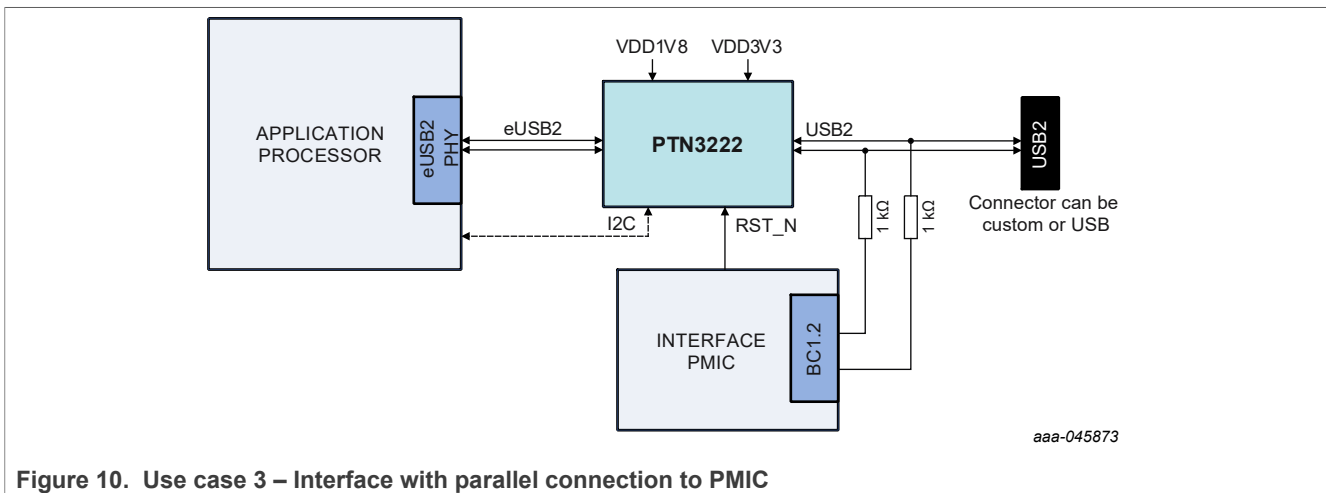 VDD1V8
VDD3V3
APPLICATION
PROCESSOR
eUSB2
PHY
eUSB2
PTN3222
USB2
USB2
Connector can be
custom or USB
1 kΩ
1 kΩ
I2C
RST_N
INTERFACE
PMIC
BC1.2
aaa-045873
Figure 10. Use case 3 – Interface with parallel connection to PMIC